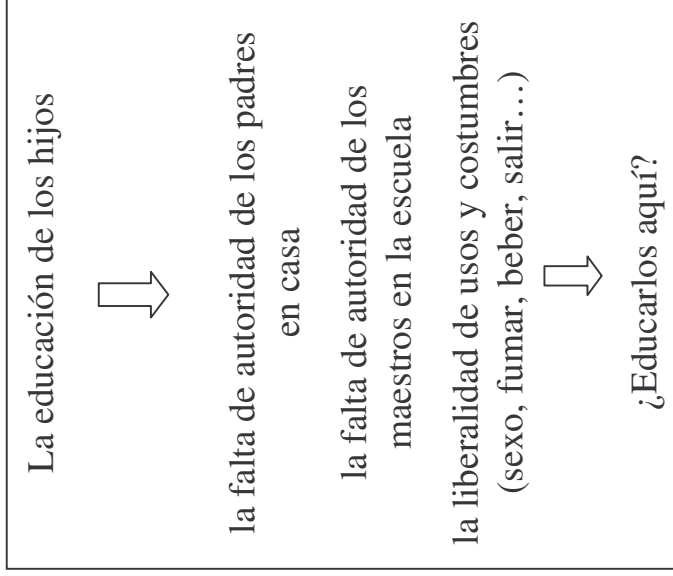 La educación de los hijos
la falta de autoridad de los padres
en casa
la falta de autoridad de los
maestros en la escuela
la liberalidad de usos y costumbres
(sexo, fumar, beber, salir…)
¿Educarlos aquí?